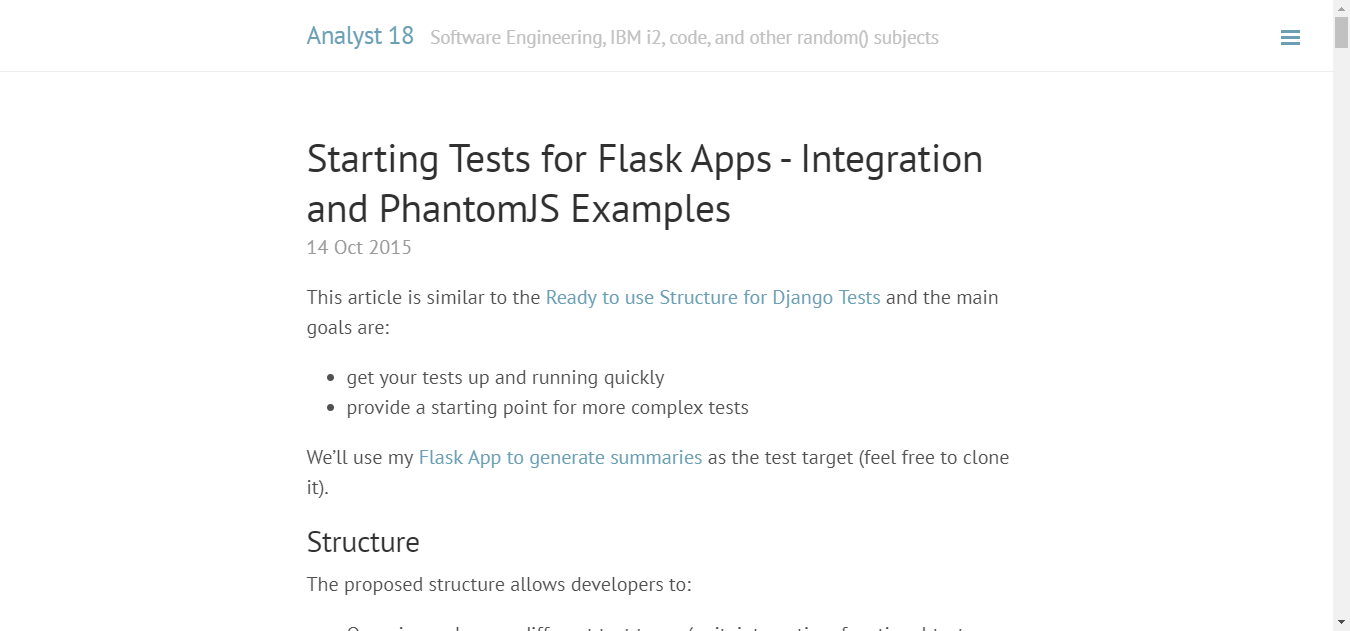 Analyst 18 Software Engineering, IBM i2, code, and other random() subjects
Starting Tests for Flask Apps - Integration
and PhantomJS Examples
14 Oct 2015
This article is similar to the Ready to use Structure for Django Tests and the main
goals are:
• get your tests up and running quickly
• provide a starting point for more complex tests
We’ll use my Flask App to generate summaries as the test target (feel free to clone
it).
Structure
The proposed structure allows developers to: